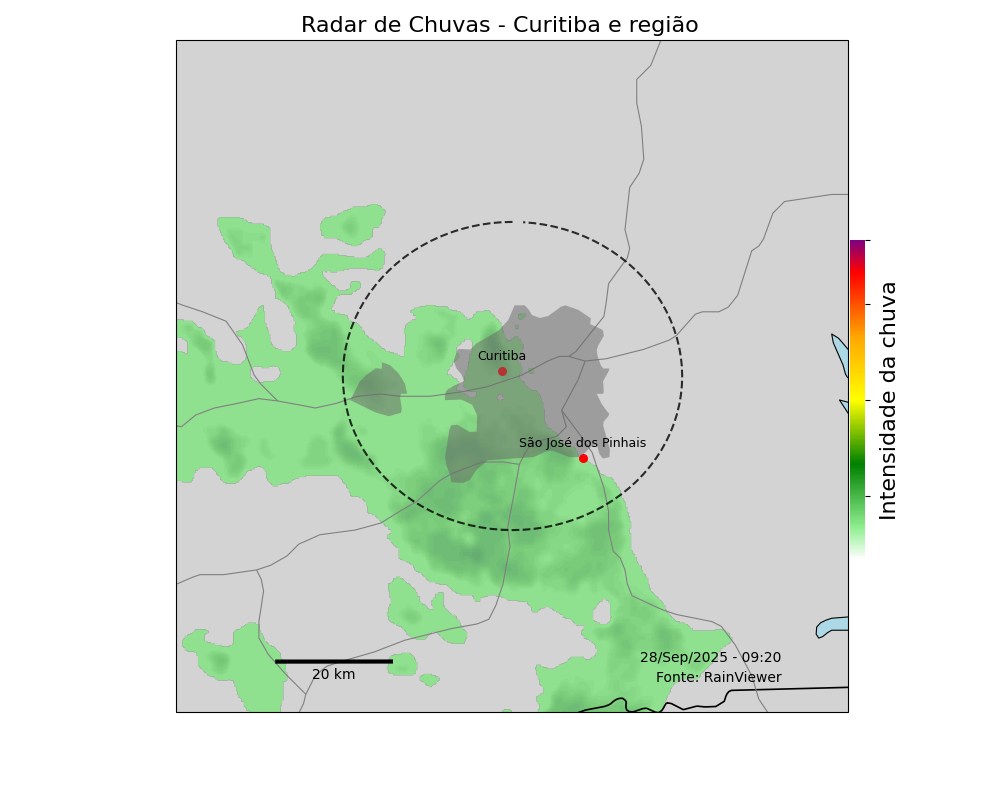 Radar de Chuvas - Curitiba e região
Curitiba
São José dos Pinhais
Intensidade da chuva
28/Sep/2025 - 09:20
Fonte: RainViewer
20 km